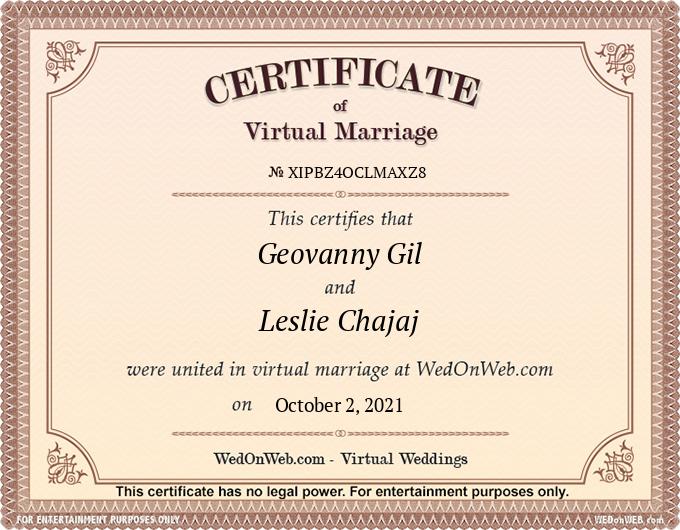 CERTIFICATE
of
Virtual Marriage
№ XIPBZ4OCLMAXZ8
This certifies that
Geovanny Gil
and
Leslie Chajaj
were united in virtual marriage at WedOnWeb.com
on October 2, 2021
WedOnWeb.com - Virtual Weddings
This certificate has no legal power. For entertainment purposes only.
FOR ENTERTAINMENT PURPOSES ONLY WEDonWEB.com